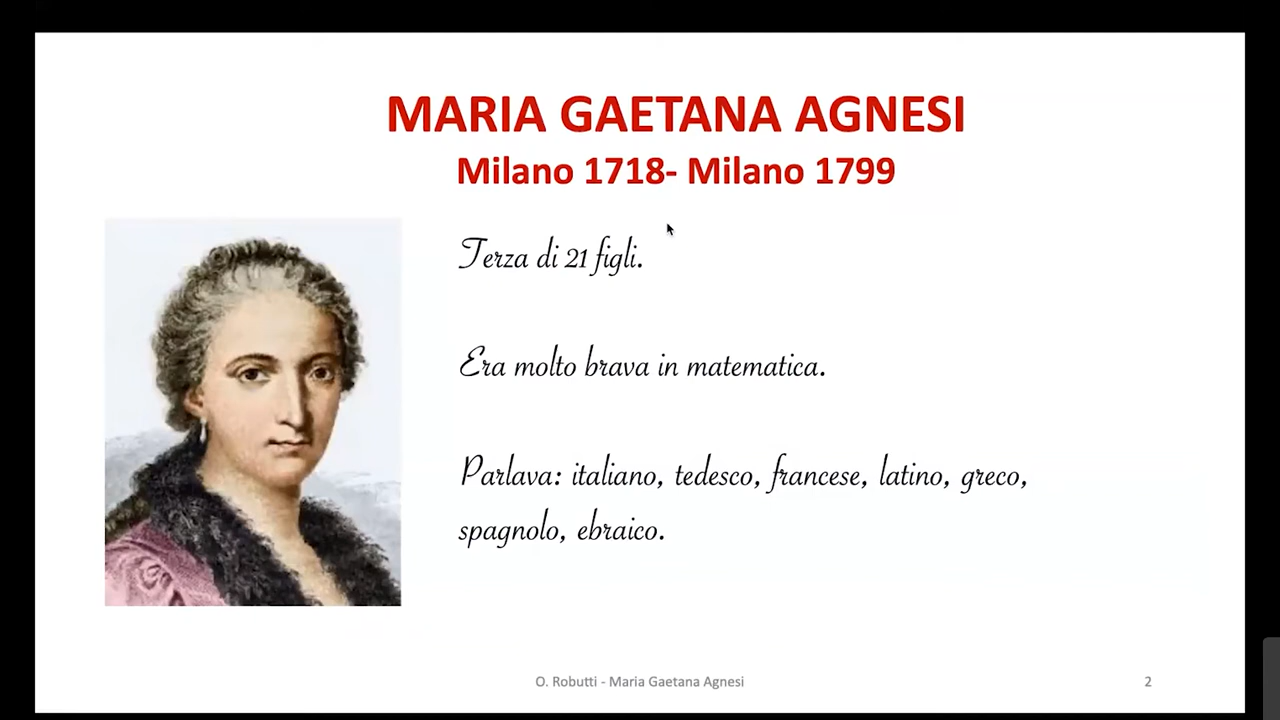 MARIA GAETANA AGNESI
Milano 1718- Milano 1799
Terza di 21 figli.
Era molto brava in matematica.
Parlava: italiano, tedesco, francese, latino, greco,
spagnolo, ebraico.
O. Robutti - Maria Gaetana Agnesi
2